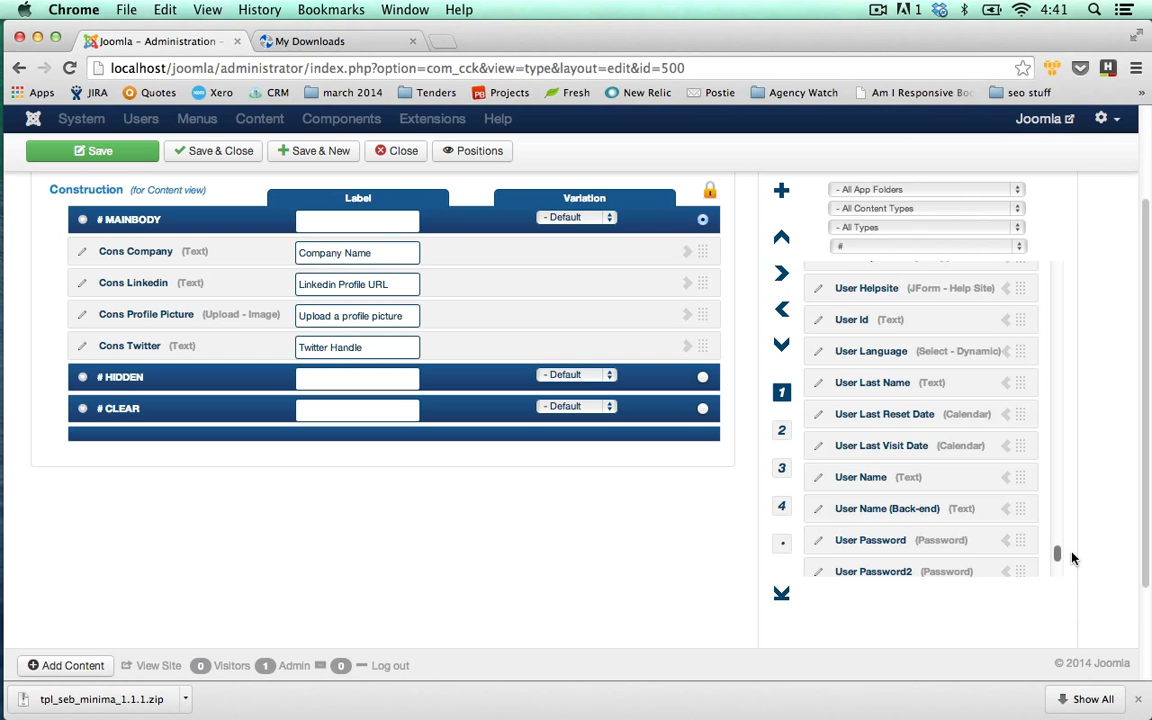 Chrome File Edit View History Bookmarks Window Help 1 4:41
Joomla - Administration - × My Downloads ×
localhost/joomla/administrator/index.php?option=com_cck&view=type&layout=edit&id=500
Apps JIRA Quotes Xero CRM march 2014 Tenders PB Projects Fresh New Relic Postie Agency Watch Am I Responsive Boo seo stuff »
System Users Menus Content Components Extensions Help Joomla
Save Save & Close Save & New Close Positions
Construction (for Content view) Label Variation
# MAINBODY - Default
Cons Company (Text) Company Name
Cons Linkedin (Text) Linkedin Profile URL
Cons Profile Picture (Upload - Image) Upload a profile picture
Cons Twitter (Text) Twitter Handle
# HIDDEN - Default
# CLEAR - Default
- All App Folders
- All Content Types
- All Types
#
1
2
3
4
User Helpsite (JForm - Help Site)
User Id (Text)
User Language (Select - Dynamic)
User Last Name (Text)
User Last Reset Date (Calendar)
User Last Visit Date (Calendar)
User Name (Text)
User Name (Back-end) (Text)
User Password (Password)
User Password2 (Password)
Add Content View Site 0 Visitors 1 Admin 0 Log out © 2014 Joomla
tpl_seb_minima_1.1.1.zip Show All ×